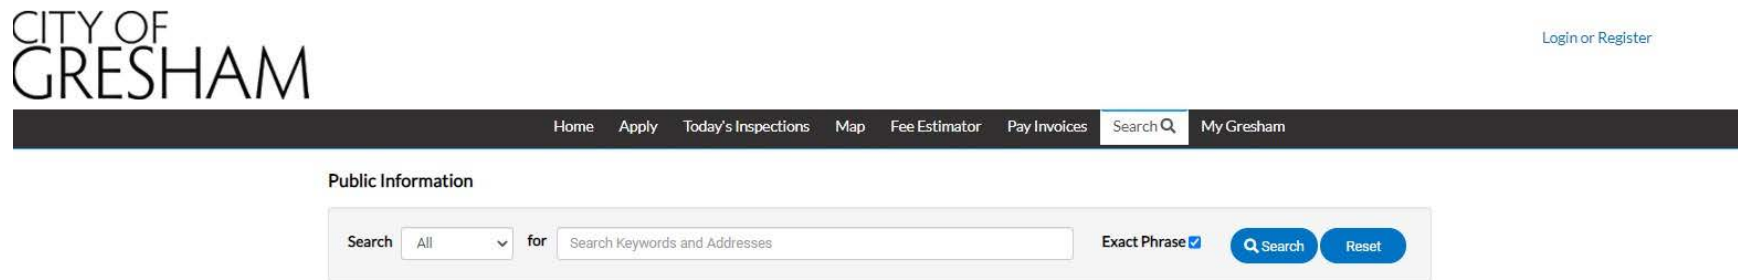 CITY OF
GRESHAM
Login or Register
Home Apply Today's Inspections Map Fee Estimator Pay Invoices Search My Gresham
Public Information
Search All for Search Keywords and Addresses Exact Phrase Search Reset